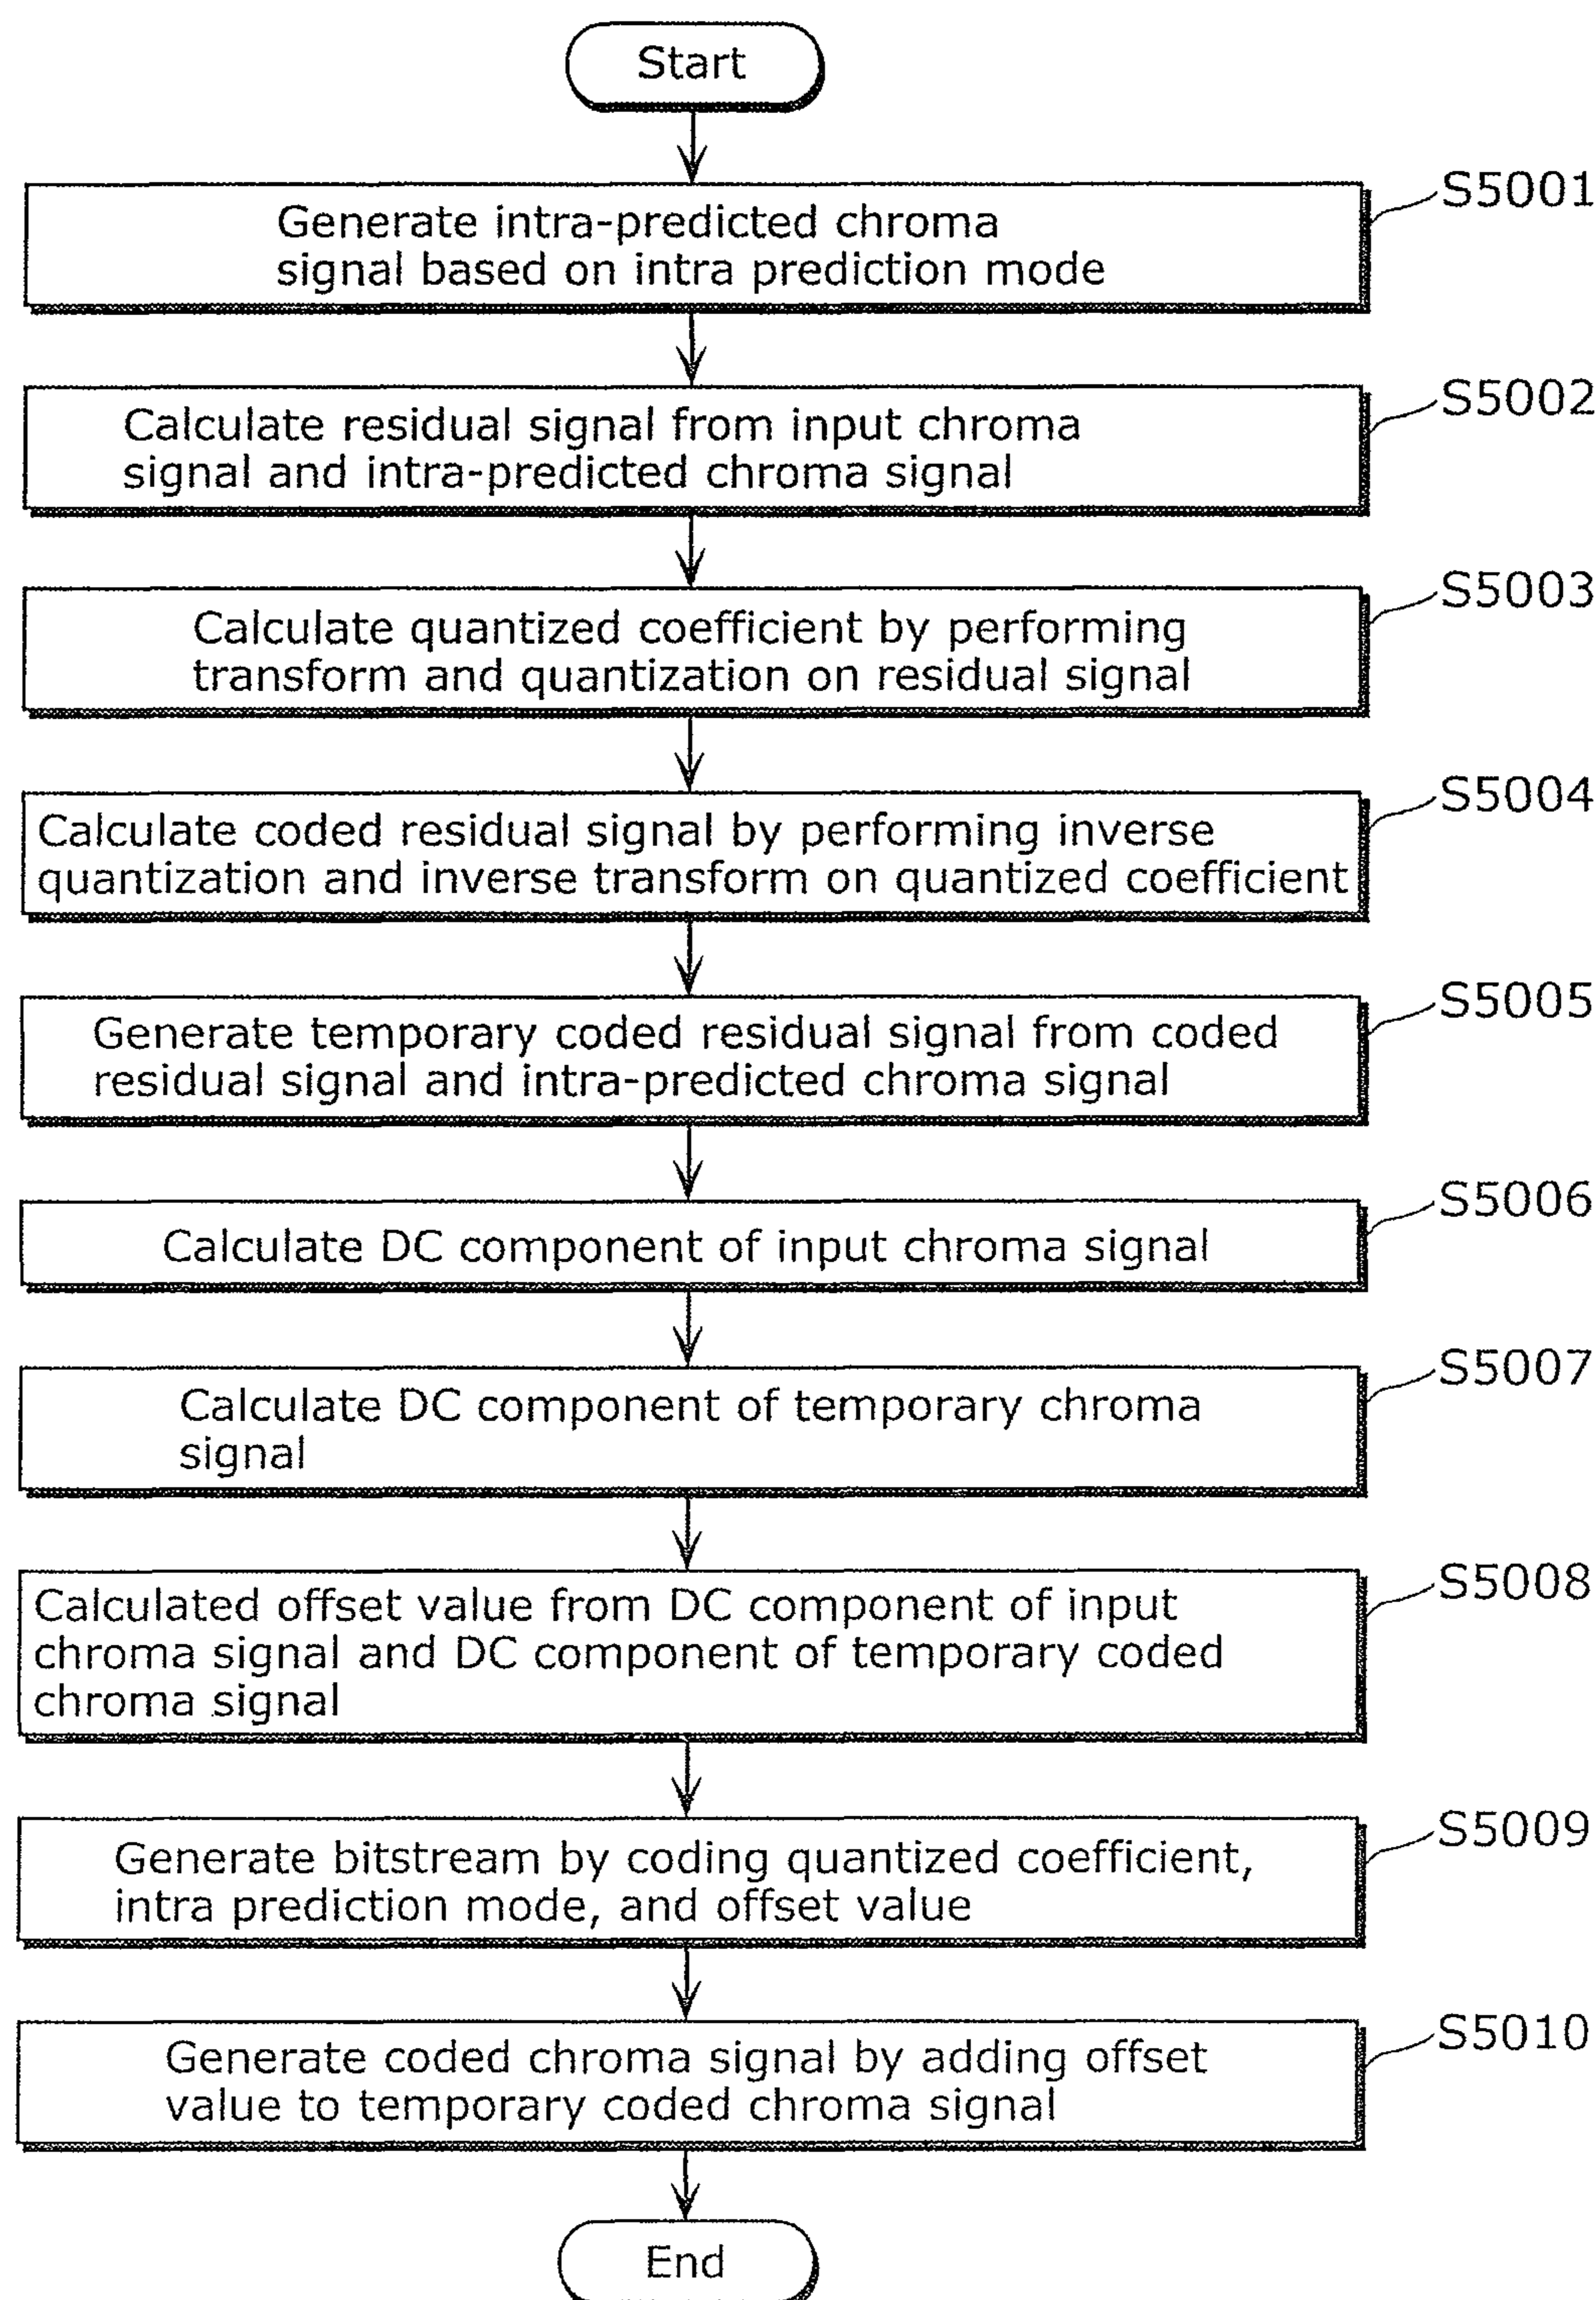 Start
Generate intra-predicted chroma
signal based on intra prediction mode
S5001
Calculate residual signal from input chroma
signal and intra-predicted chroma signal
S5002
Calculate quantized coefficient by performing
transform and quantization on residual signal
S5003
Calculate coded residual signal by performing inverse
quantization and inverse transform on quantized coefficient
S5004
Generate temporary coded residual signal from coded
residual signal and intra-predicted chroma signal
S5005
Calculate DC component of input chroma signal
S5006
Calculate DC component of temporary chroma
signal
S5007
Calculated offset value from DC component of input
chroma signal and DC component of temporary coded
chroma signal
S5008
Generate bitstream by coding quantized coefficient,
intra prediction mode, and offset value
S5009
Generate coded chroma signal by adding offset
value to temporary coded chroma signal
S5010
End